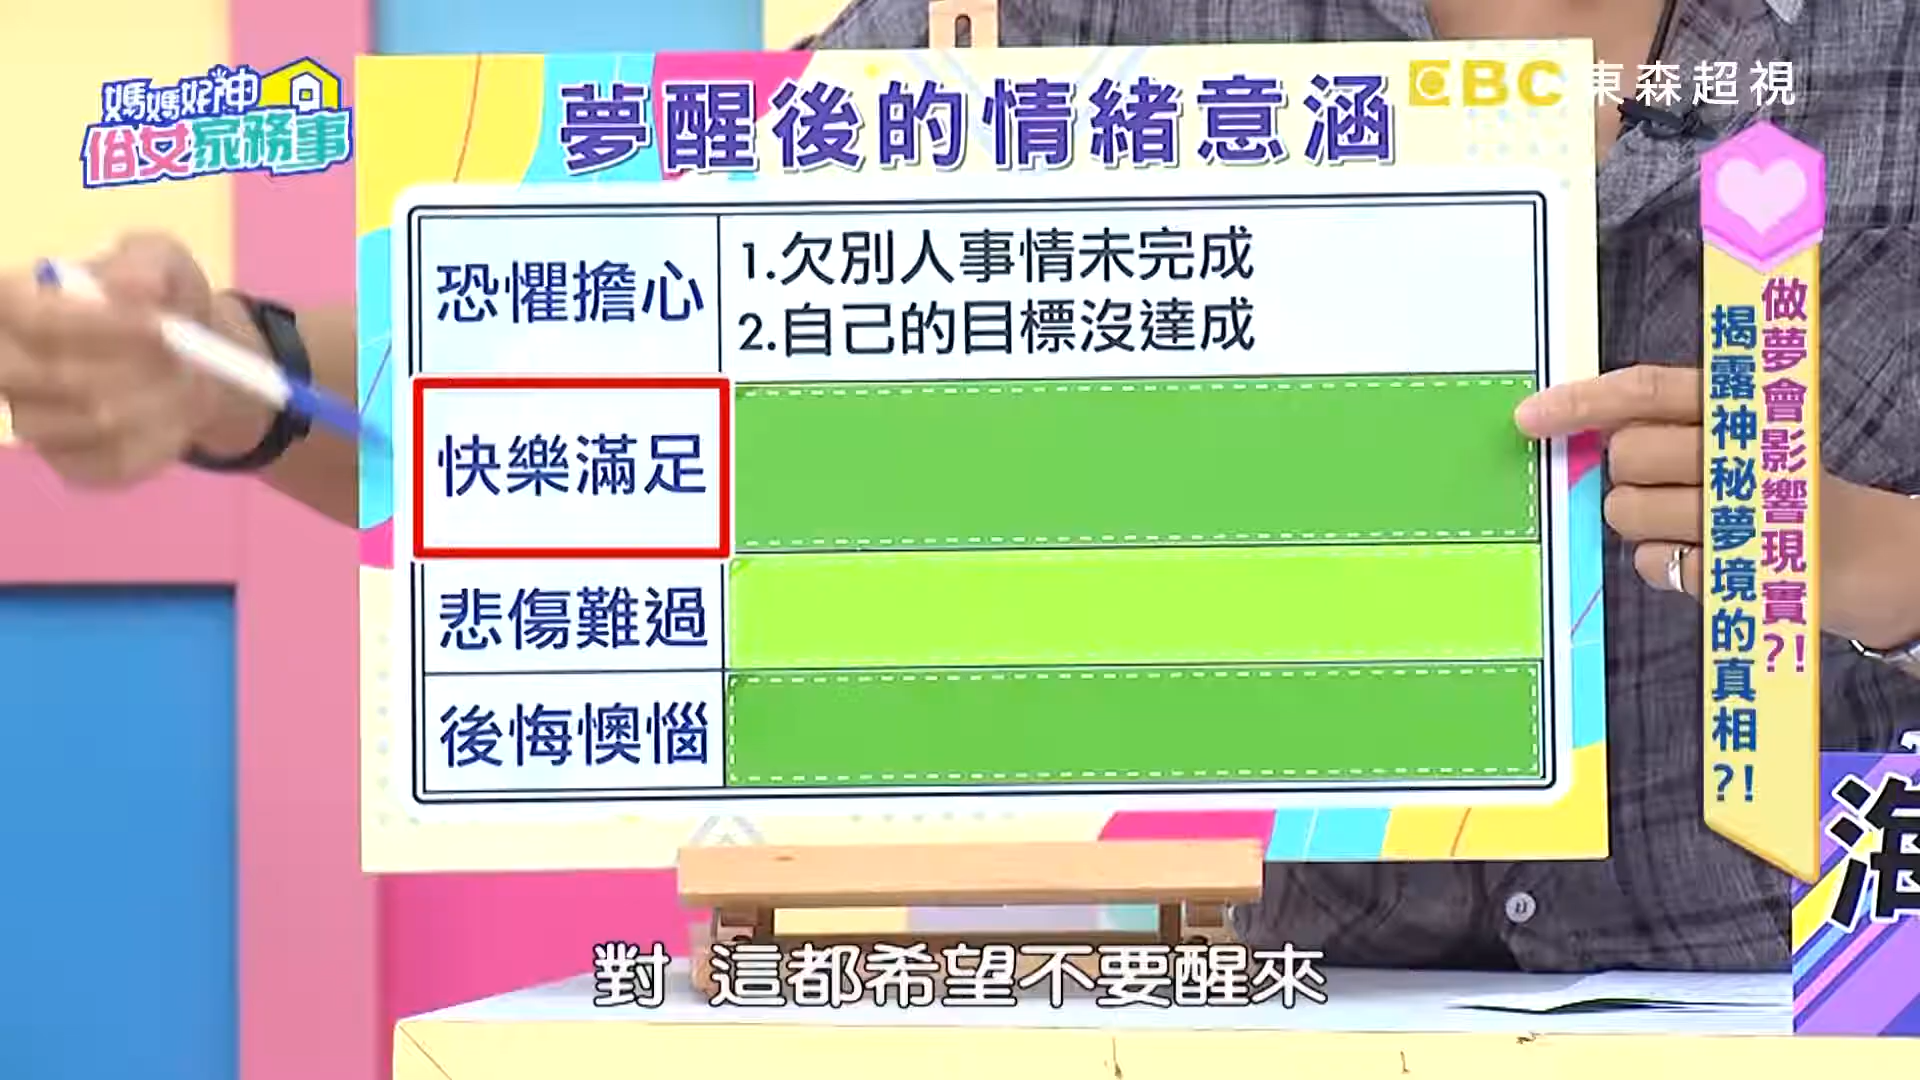 媽媽好神
俗女家務事
夢醒後的情緒意涵
EBC 東森超視
恐懼擔心
1.欠別人事情未完成
2.自己的目標沒達成
快樂滿足
悲傷難過
後悔懊惱
做夢會影響現實?!
揭露神秘夢境的真相?!
對 這都希望不要醒來